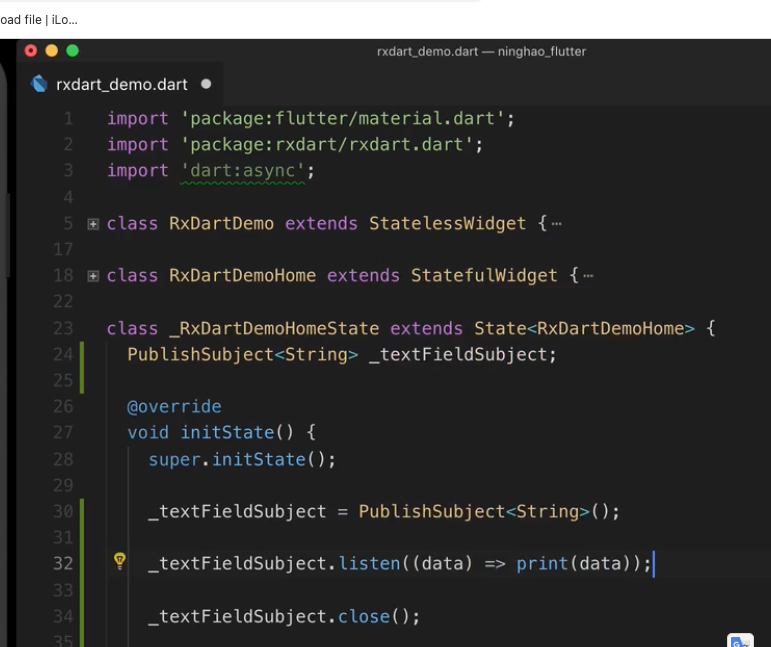 oad file | iLo...
rxdart_demo.dart — ninghao_flutter
rxdart_demo.dart
1 import 'package:flutter/material.dart';
2 import 'package:rxdart/rxdart.dart';
3 import 'dart:async';
4
5 class RxDartDemo extends StatelessWidget {⋯
17
18 class RxDartDemoHome extends StatefulWidget {⋯
22
23 class _RxDartDemoHomeState extends State<RxDartDemoHome> {
24 PublishSubject<String> _textFieldSubject;
25
26 @override
27 void initState() {
28 super.initState();
29
30 _textFieldSubject = PublishSubject<String>();
31
32 _textFieldSubject.listen((data) => print(data));
33
34 _textFieldSubject.close();
35